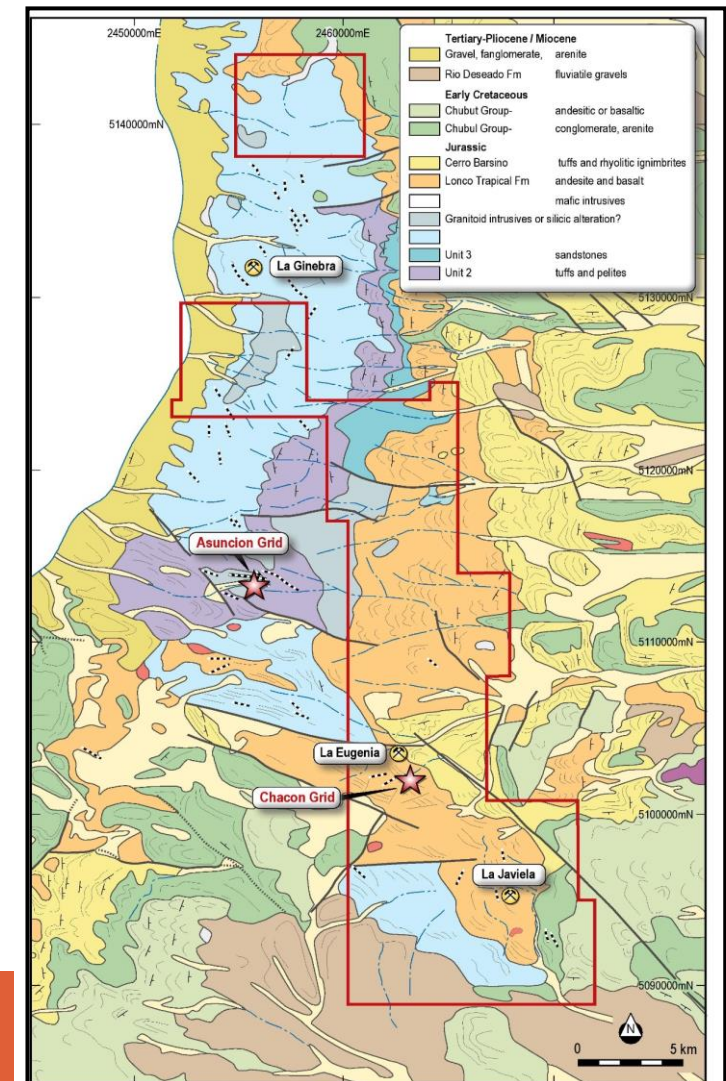 2450000mE
2460000mE
Tertiary-Pliocene / Miocene
Gravel, fanglomerate, arenite
Rio Deseado Fm fluviatile gravels
Early Cretaceous
Chubut Group- andesitic or basaltic
Chubul Group- conglomerate, arenite
Jurassic
Cerro Barsino tuffs and rhyolitic ignimbrites
Lonco Trapical Fm andesite and basalt
mafic intrusives
Granitoid intrusives or silicic alteration?
Unit 3 sandstones
Unit 2 tuffs and pelites
5140000mN
La Ginebra
5130000mN
5120000mN
Asuncion Grid
5110000mN
La Eugenia
Chacon Grid
5100000mN
La Javiela
5090000mN
N
0 5 km